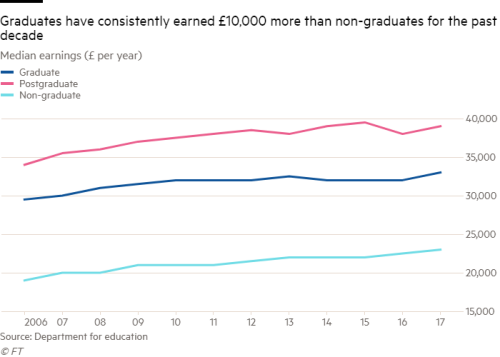 Graduates have consistently earned £10,000 more than non-graduates for the past
decade
Median earnings (£ per year)
Graduate
Postgraduate
Non-graduate
40,000
35,000
30,000
25,000
20,000
15,000
2006 07 08 09 10 11 12 13 14 15 16 17
Source: Department for education
© FT